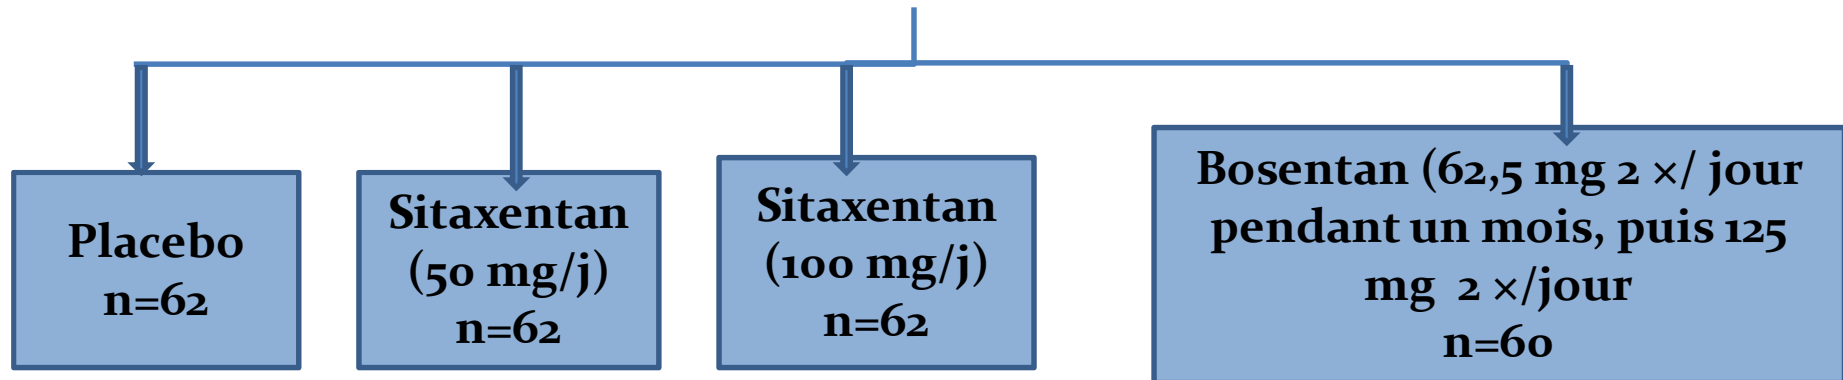 Placebo
n=62
Sitaxentan
(50 mg/j)
n=62
Sitaxentan
(100 mg/j)
n=62
Bosentan (62,5 mg 2 ×/ jour
pendant un mois, puis 125
mg 2 ×/jour
n=60